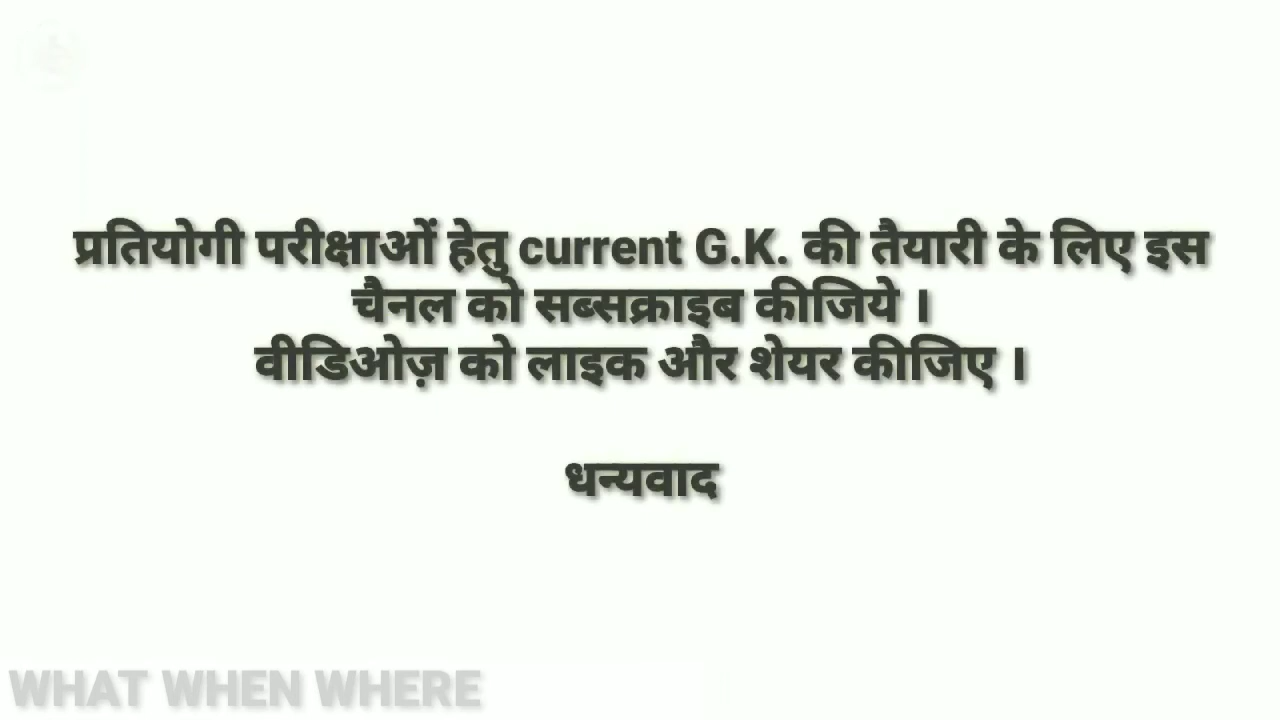 प्रतियोगी परीक्षाओं हेतु current G.K. की तैयारी के लिए इस
चैनल को सब्सक्राइब कीजिये ।
वीडिओज़ को लाइक और शेयर कीजिए ।
धन्यवाद
WHAT WHEN WHERE